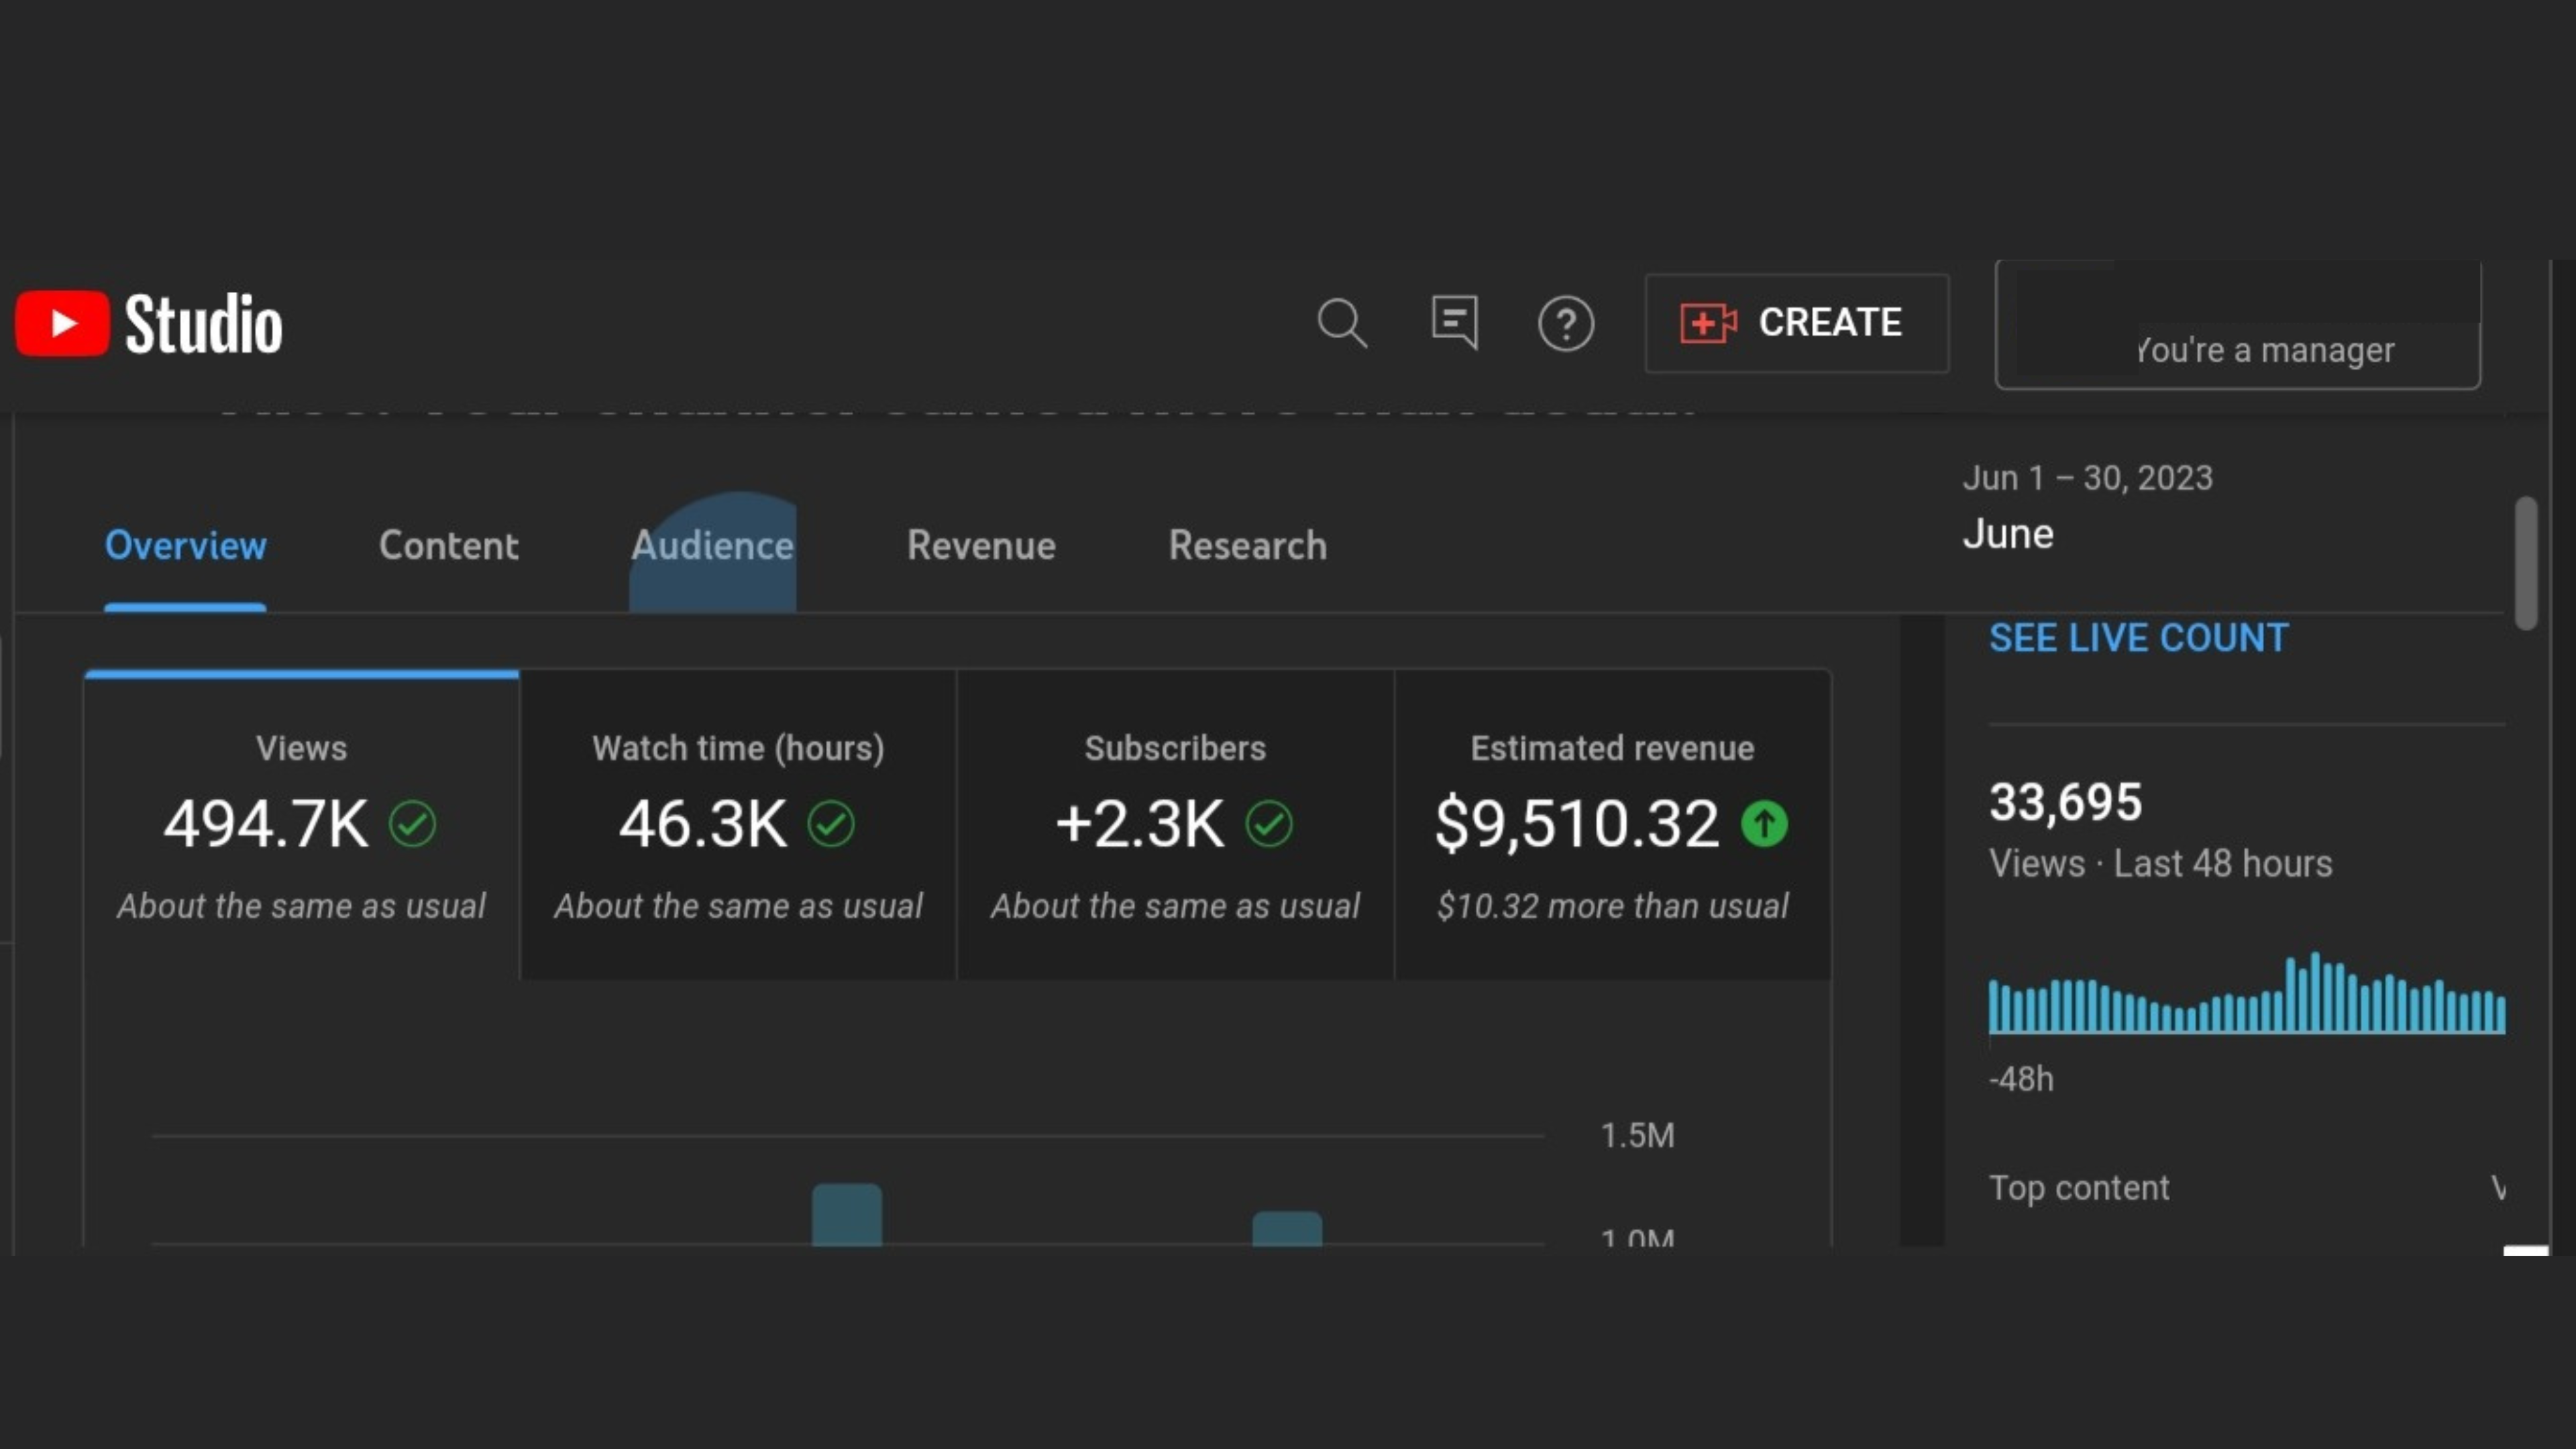 Studio
CREATE
You're a manager
Overview
Content
Audience
Revenue
Research
Jun 1 – 30, 2023
June
SEE LIVE COUNT
Views
494.7K
About the same as usual
Watch time (hours)
46.3K
About the same as usual
Subscribers
+2.3K
About the same as usual
Estimated revenue
$9,510.32
$10.32 more than usual
33,695
Views · Last 48 hours
-48h
1.5M
1.0M
Top content